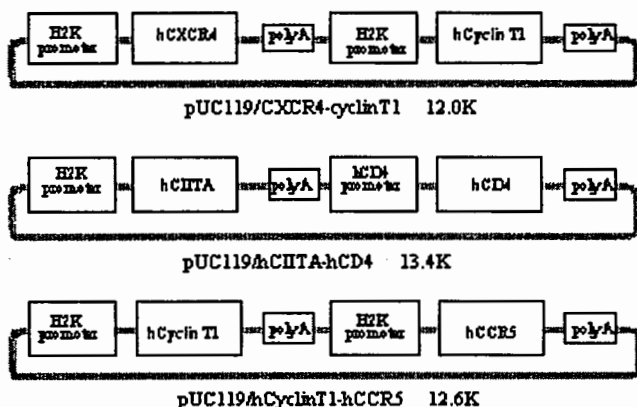 H2K promoter hCXCR4 polyA H2K promoter hCyclin T1 polyA
pUC119/CXCR4-cyclinT1 12.0K
H2K promoter hCIITA polyA hCD4 promoter hCD4 polyA
pUC119/hCIITA-hCD4 13.4K
H2K promoter hCyclin T1 polyA H2K promoter hCCR5 polyA
pUC119/hCyclinT1-hCCR5 12.6K